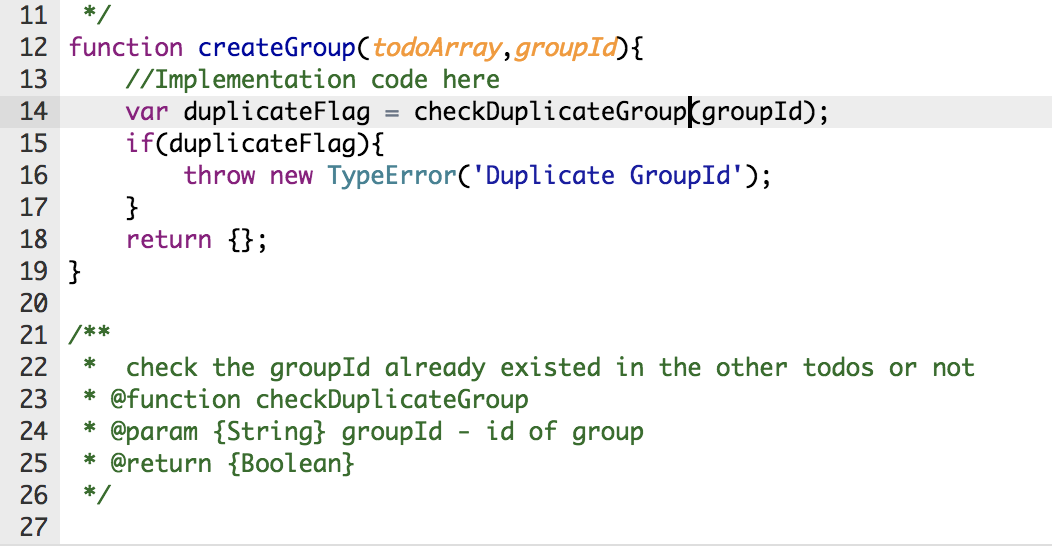 11 */
12 function createGroup(todoArray,groupId){
13 //Implementation code here
14 var duplicateFlag = checkDuplicateGroup(groupId);
15 if(duplicateFlag){
16 throw new TypeError('Duplicate GroupId');
17 }
18 return {};
19 }
20
21 /**
22 * check the groupId already existed in the other todos or not
23 * @function checkDuplicateGroup
24 * @param {String} groupId - id of group
25 * @return {Boolean}
26 */
27